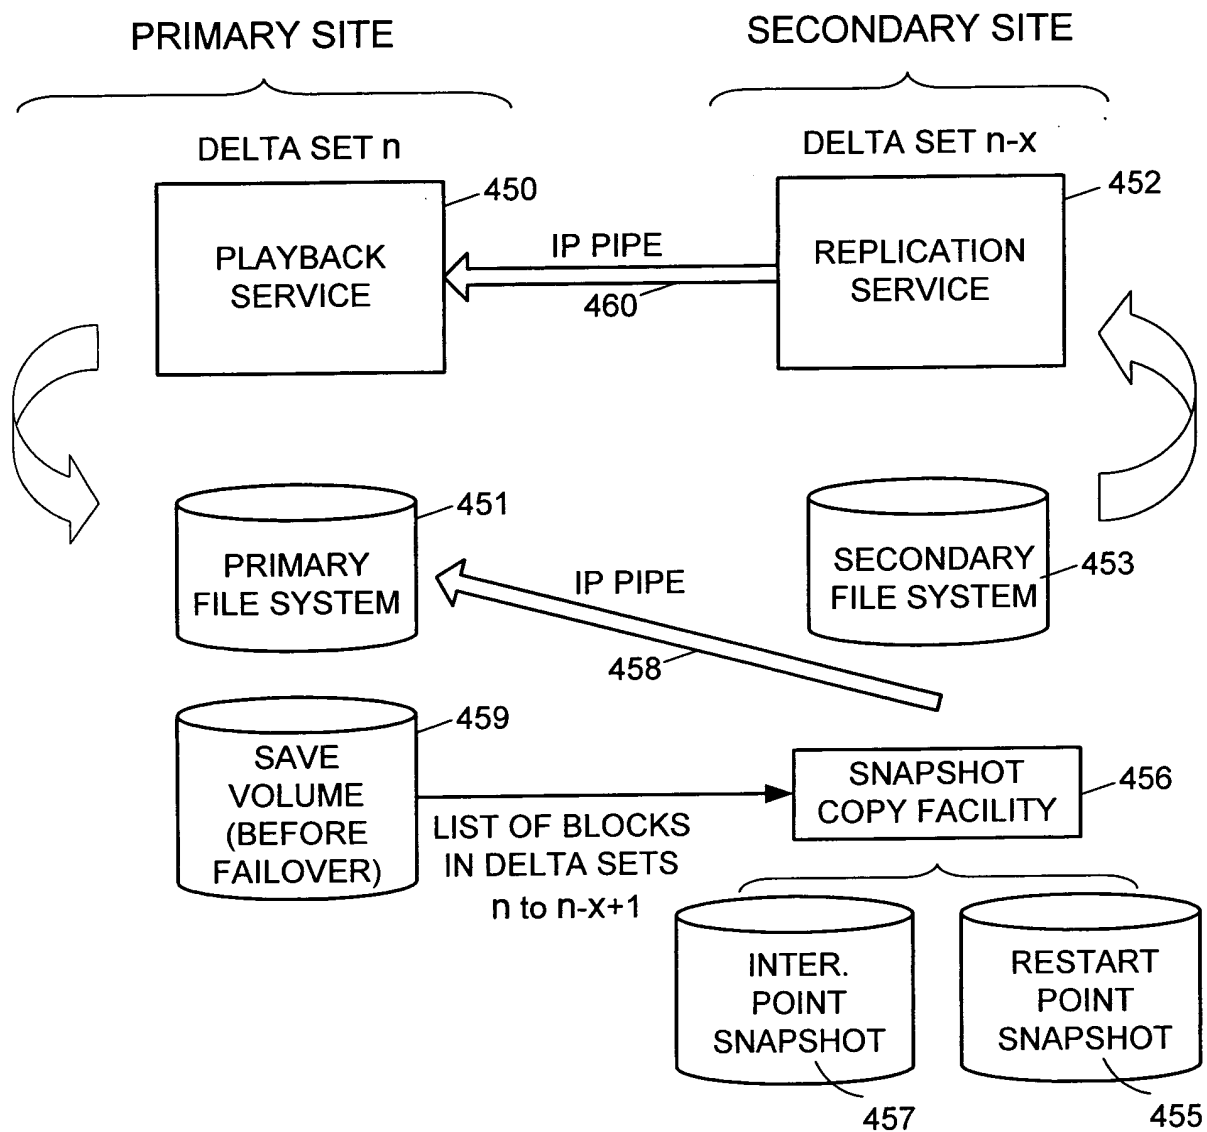 PRIMARY SITE
SECONDARY SITE
DELTA SET n
DELTA SET n-x
450
452
PLAYBACK
SERVICE
IP PIPE
460
REPLICATION
SERVICE
451
PRIMARY
FILE SYSTEM
IP PIPE
458
SECONDARY
FILE SYSTEM
453
459
SAVE
VOLUME
(BEFORE
FAILOVER)
LIST OF BLOCKS
IN DELTA SETS
n to n-x+1
SNAPSHOT
COPY FACILITY
456
INTER.
POINT
SNAPSHOT
RESTART
POINT
SNAPSHOT
457
455